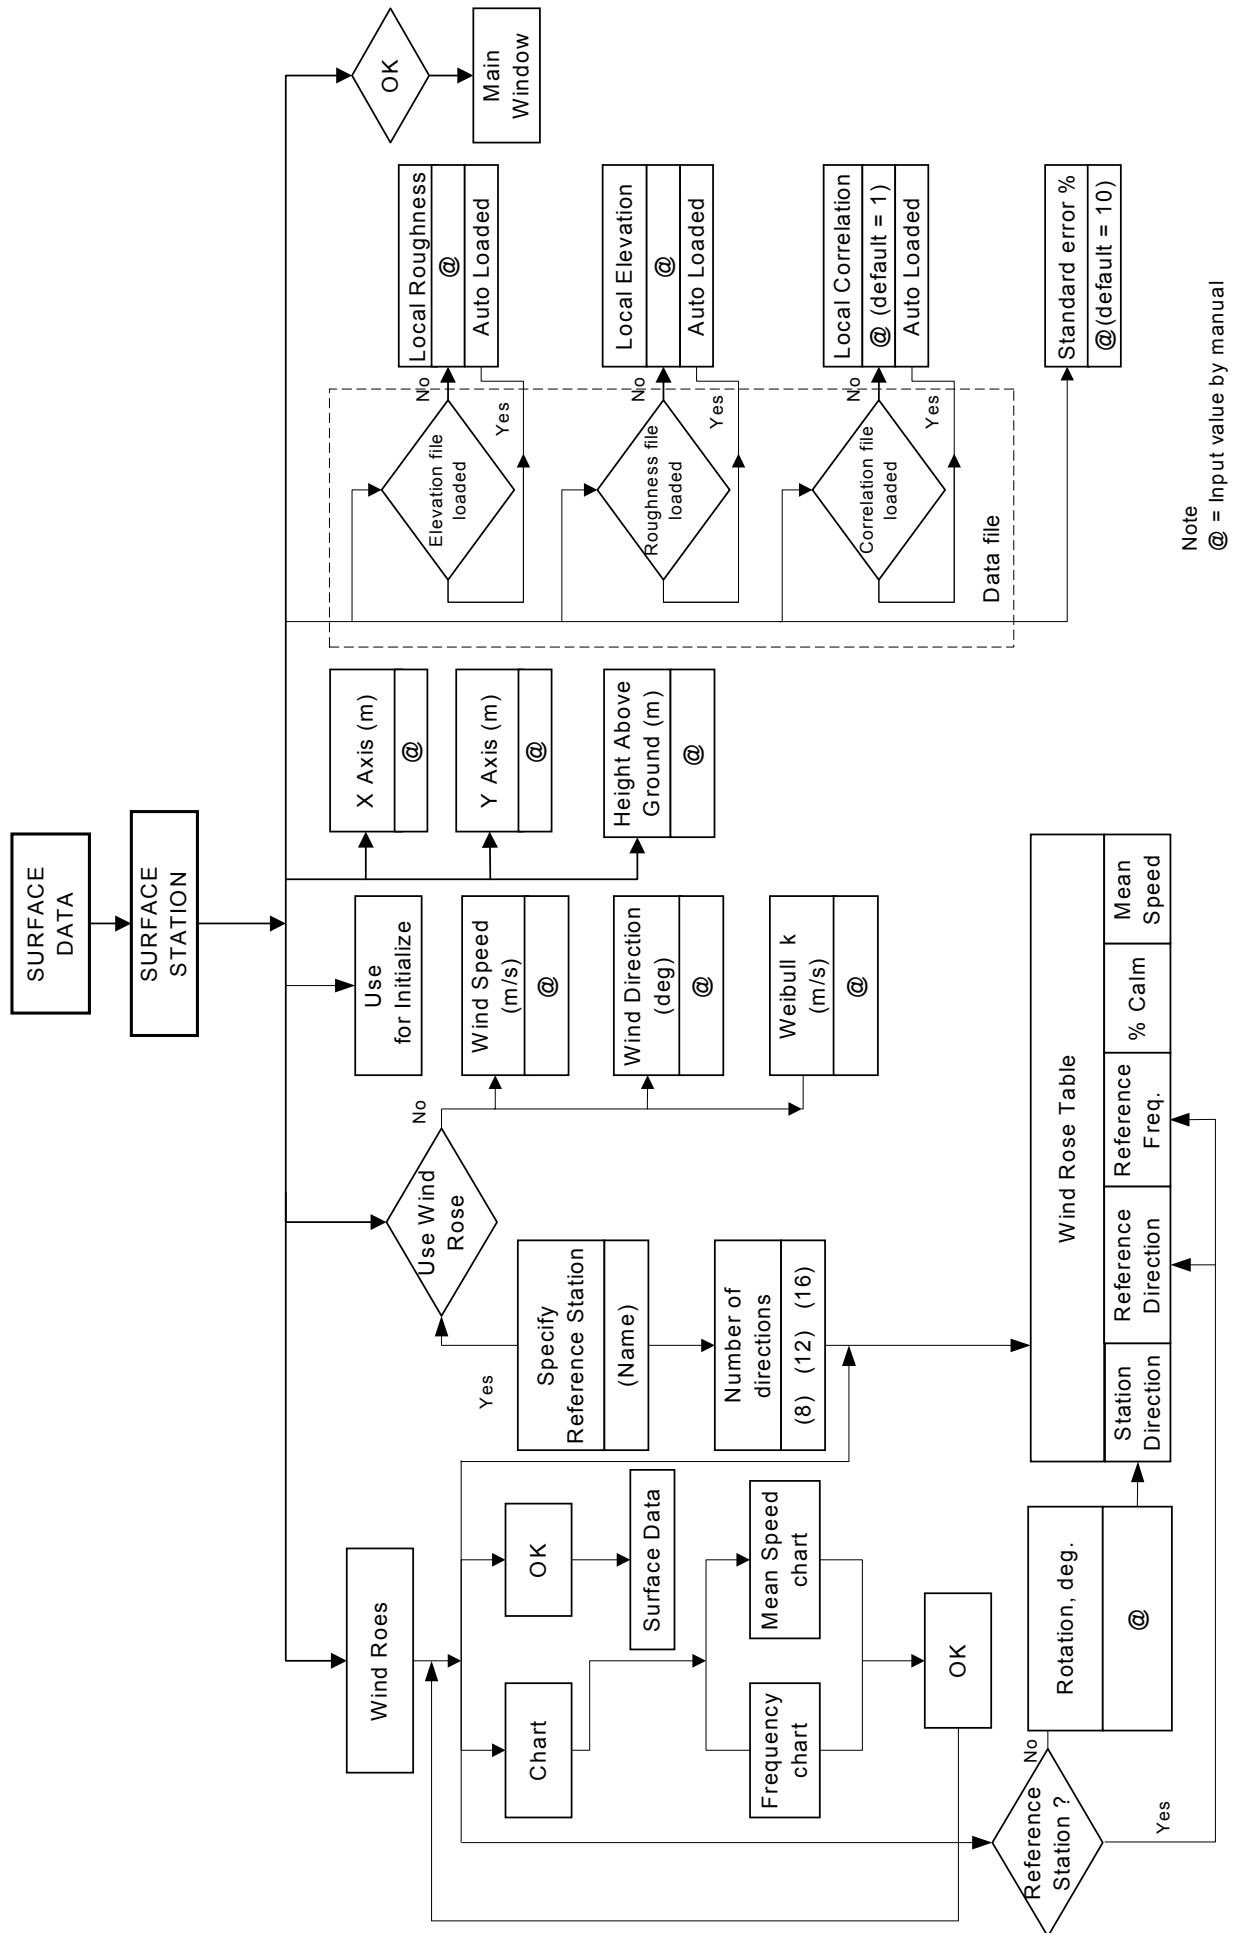 SURFACE
DATA
SURFACE
STATION
Wind Roes
Chart
OK
Surface Data
Frequency
chart
Mean Speed
chart
OK
Reference
Station ?
No
Yes
Rotation, deg.
@
Use Wind
Rose
Yes
No
Specify
Reference Station
(Name)
Number of
directions
(8) (12) (16)
Wind Rose Table
Station
Direction
Reference
Direction
Reference
Freq.
% Calm
Mean
Speed
Use
for Initialize
Wind Speed
(m/s)
@
Wind Direction
(deg)
@
Weibull k
(m/s)
@
X Axis (m)
@
Y Axis (m)
@
Height Above
Ground (m)
@
Elevation file
loaded
No
Yes
Local Roughness
@
Auto Loaded
Roughness file
loaded
No
Yes
Local Elevation
@
Auto Loaded
Correlation file
loaded
No
Yes
Local Correlation
@ (default = 1)
Auto Loaded
Data file
Standard error %
@(default = 10)
OK
Main
Window
Note
@ = Input value by manual